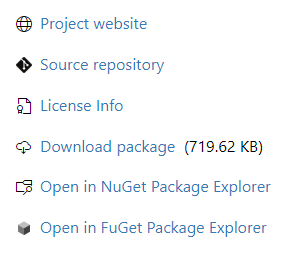 Project website
Source repository
License Info
Download package (719.62 KB)
Open in NuGet Package Explorer
Open in FuGet Package Explorer